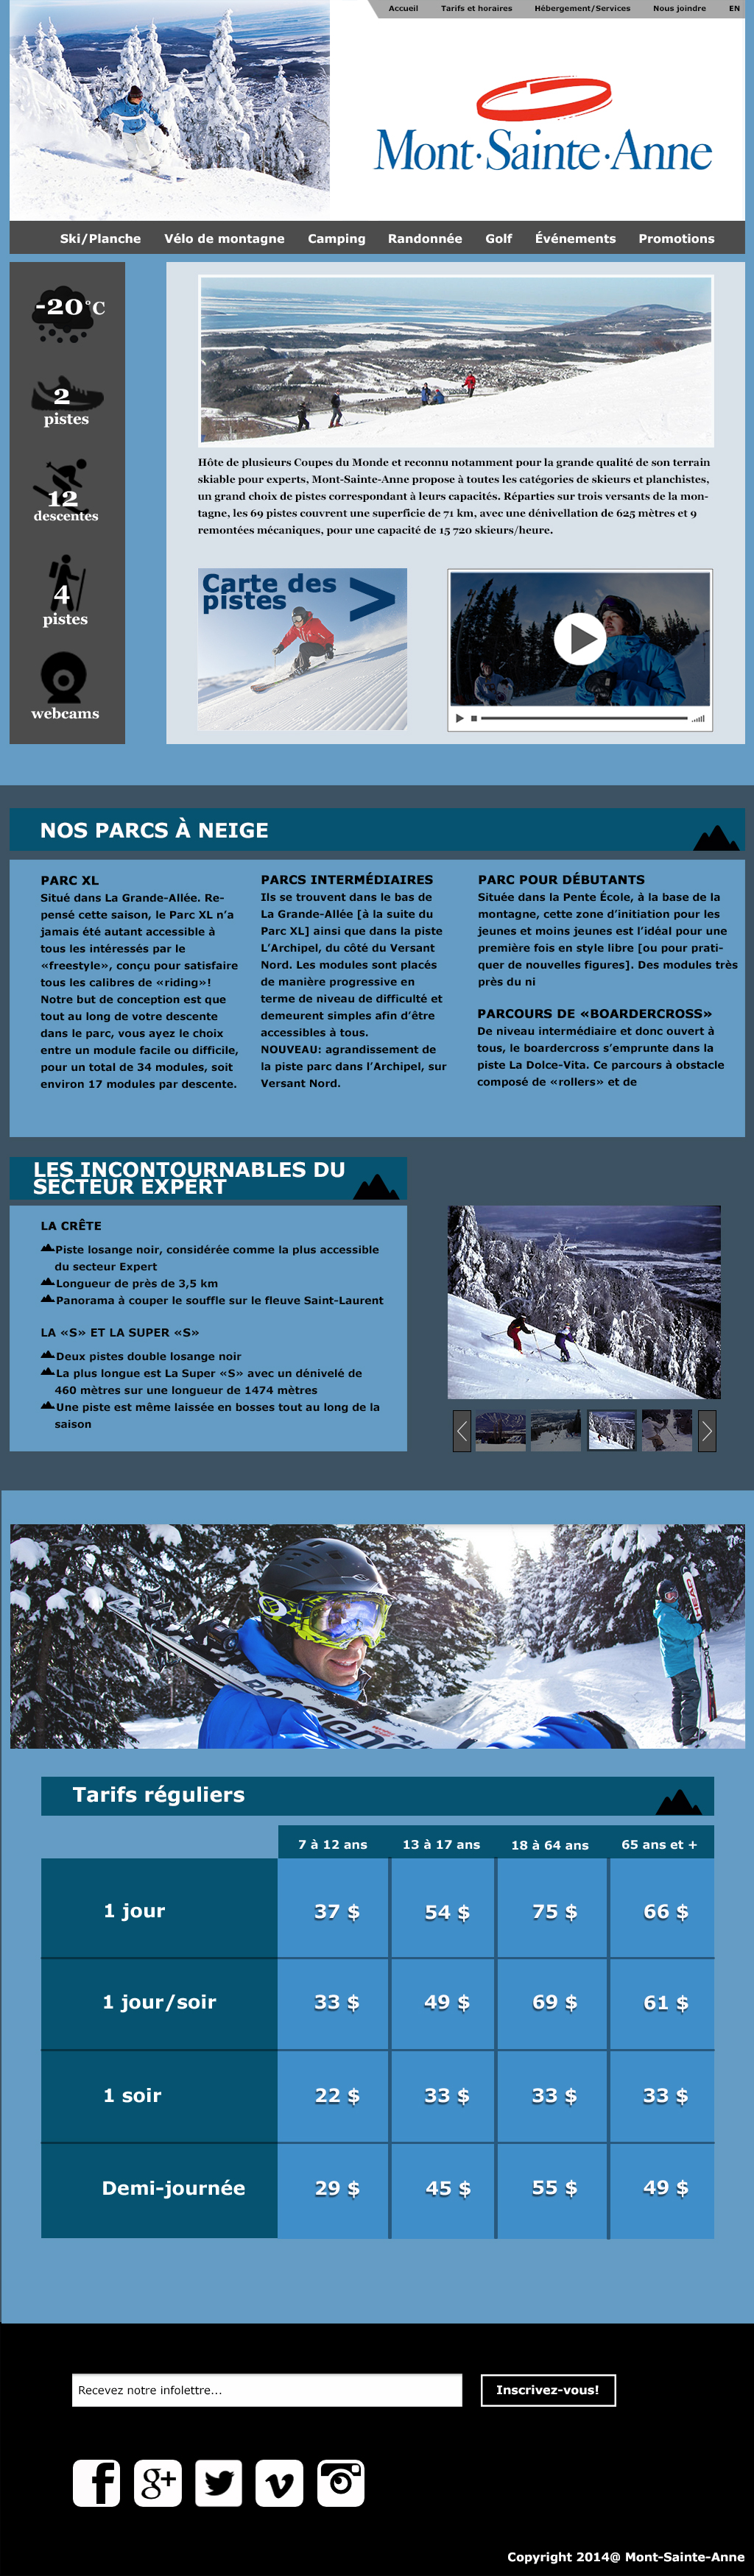 Accueil Tarifs et horaires Hébergement/Services Nous joindre EN
Mont·Sainte·Anne
Ski/Planche Vélo de montagne Camping Randonnée Golf Événements Promotions
-20°C
2
pistes
12
descentes
4
pistes
webcams
Hôte de plusieurs Coupes du Monde et reconnu notamment pour la grande qualité de son terrain
skiable pour experts, Mont-Sainte-Anne propose à toutes les catégories de skieurs et planchistes,
un grand choix de pistes correspondant à leurs capacités. Réparties sur trois versants de la mon-
tagne, les 69 pistes couvrent une superficie de 71 km, avec une dénivellation de 625 mètres et 9
remontées mécaniques, pour une capacité de 15 720 skieurs/heure.
Carte des
pistes >
NOS PARCS À NEIGE
PARC XL
Situé dans La Grande-Allée. Re-
pensé cette saison, le Parc XL n'a
jamais été autant accessible à
tous les intéressés par le
«freestyle», conçu pour satisfaire
tous les calibres de «riding»!
Notre but de conception est que
tout au long de votre descente
dans le parc, vous ayez le choix
entre un module facile ou difficile,
pour un total de 34 modules, soit
environ 17 modules par descente.
PARCS INTERMÉDIAIRES
Ils se trouvent dans le bas de
La Grande-Allée [à la suite du
Parc XL] ainsi que dans la piste
L'Archipel, du côté du Versant
Nord. Les modules sont placés
de manière progressive en
terme de niveau de difficulté et
demeurent simples afin d'être
accessibles à tous.
NOUVEAU: agrandissement de
la piste parc dans l'Archipel, sur
Versant Nord.
PARC POUR DÉBUTANTS
Située dans la Pente École, à la base de la
montagne, cette zone d'initiation pour les
jeunes et moins jeunes est l'idéal pour une
première fois en style libre [ou pour prati-
quer de nouvelles figures]. Des modules très
près du ni
PARCOURS DE «BOARDERCROSS»
De niveau intermédiaire et donc ouvert à
tous, le boardercross s'emprunte dans la
piste La Dolce-Vita. Ce parcours à obstacle
composé de «rollers» et de
LES INCONTOURNABLES DU
SECTEUR EXPERT
LA CRÊTE
Piste losange noir, considérée comme la plus accessible
du secteur Expert
Longueur de près de 3,5 km
Panorama à couper le souffle sur le fleuve Saint-Laurent
LA «S» ET LA SUPER «S»
Deux pistes double losange noir
La plus longue est La Super «S» avec un dénivelé de
460 mètres sur une longueur de 1474 mètres
Une piste est même laissée en bosses tout au long de la
saison
Tarifs réguliers
7 à 12 ans 13 à 17 ans 18 à 64 ans 65 ans et +
1 jour 37 $ 54 $ 75 $ 66 $
1 jour/soir 33 $ 49 $ 69 $ 61 $
1 soir 22 $ 33 $ 33 $ 33 $
Demi-journée 29 $ 45 $ 55 $ 49 $
Recevez notre infolettre... Inscrivez-vous!
f g+
Copyright 2014@ Mont-Sainte-Anne